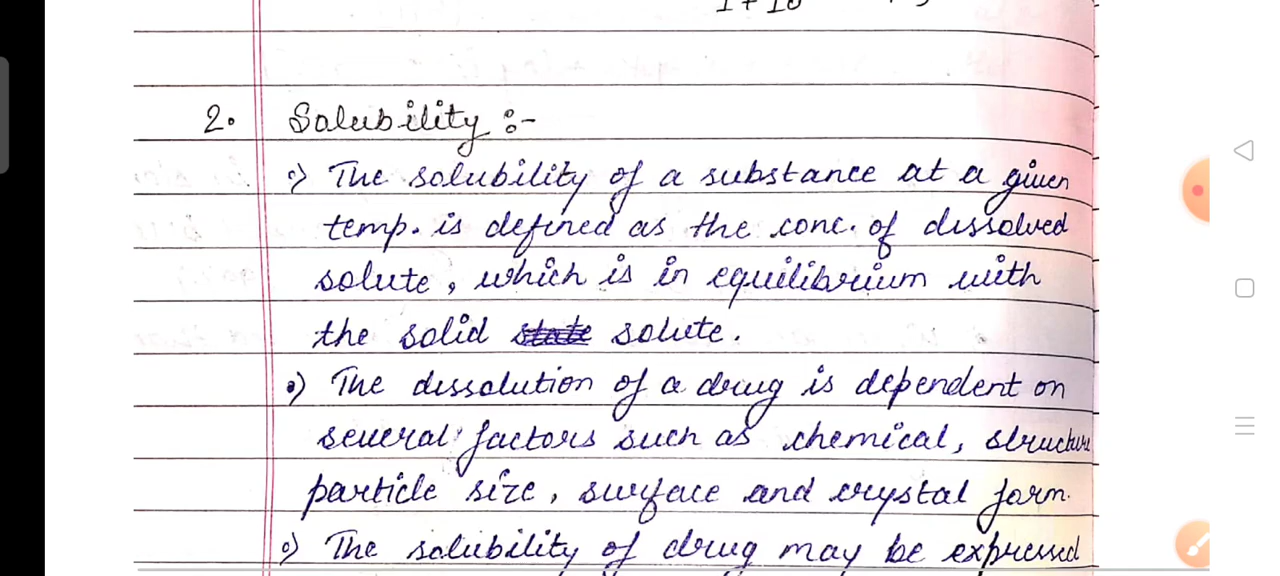 2. Solubility :-
The solubility of a substance at a given
temp. is defined as the conc. of dissolved
solute, which is in equilibrium with
the solid state solute.
The dissolution of a drug is dependent on
several factors such as chemical, structure
particle size, surface and crystal form.
The solubility of drug may be expressed